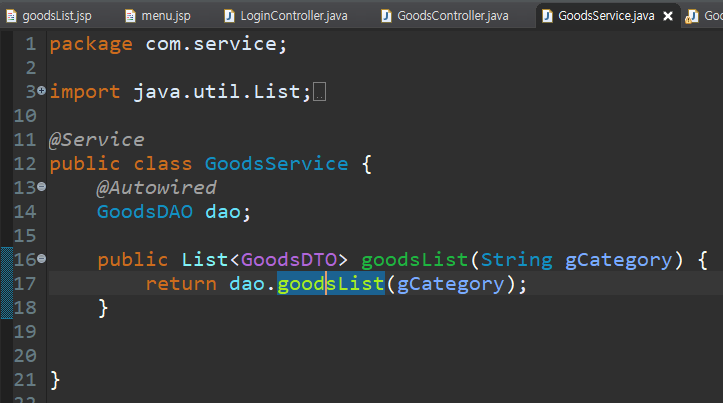 goodsList.jsp menu.jsp LoginController.java GoodsController.java GoodsService.java Go
1 package com.service;
2
3 import java.util.List;
10
11 @Service
12 public class GoodsService {
13 @Autowired
14 GoodsDAO dao;
15
16 public List<GoodsDTO> goodsList(String gCategory) {
17 return dao.goodsList(gCategory);
18 }
19
20
21 }